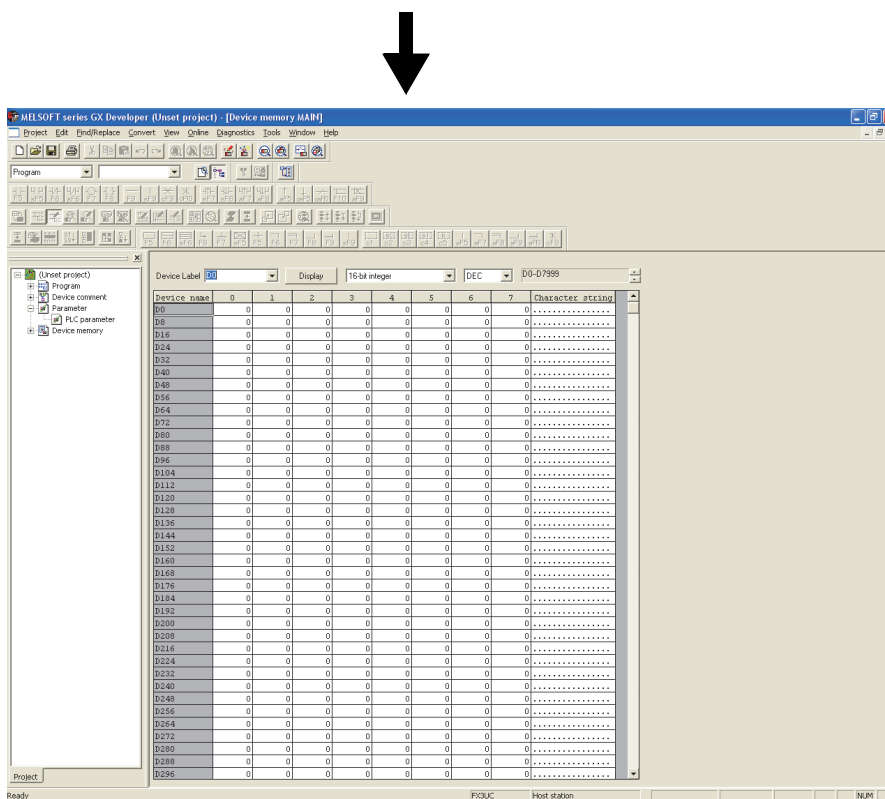 MELSOFT series GX Developer (Unset project) - [Device memory MAIN]
Project Edit Find/Replace Convert View Online Diagnostics Tools Window Help
Program
(Unset project)
Program
Device comment
Parameter
PLC parameter
Device memory
Project
Device Label D0 Display 16-bit integer DEC D0-D7999
Device name 0 1 2 3 4 5 6 7 Character string
D0 0 0 0 0 0 0 0 0 ...............
D8 0 0 0 0 0 0 0 0 ...............
D16 0 0 0 0 0 0 0 0 ...............
D24 0 0 0 0 0 0 0 0 ...............
D32 0 0 0 0 0 0 0 0 ...............
D40 0 0 0 0 0 0 0 0 ...............
D48 0 0 0 0 0 0 0 0 ...............
D56 0 0 0 0 0 0 0 0 ...............
D64 0 0 0 0 0 0 0 0 ...............
D72 0 0 0 0 0 0 0 0 ...............
D80 0 0 0 0 0 0 0 0 ...............
D88 0 0 0 0 0 0 0 0 ...............
D96 0 0 0 0 0 0 0 0 ...............
D104 0 0 0 0 0 0 0 0 ...............
D112 0 0 0 0 0 0 0 0 ...............
D120 0 0 0 0 0 0 0 0 ...............
D128 0 0 0 0 0 0 0 0 ...............
D136 0 0 0 0 0 0 0 0 ...............
D144 0 0 0 0 0 0 0 0 ...............
D152 0 0 0 0 0 0 0 0 ...............
D160 0 0 0 0 0 0 0 0 ...............
D168 0 0 0 0 0 0 0 0 ...............
D176 0 0 0 0 0 0 0 0 ...............
D184 0 0 0 0 0 0 0 0 ...............
D192 0 0 0 0 0 0 0 0 ...............
D200 0 0 0 0 0 0 0 0 ...............
D208 0 0 0 0 0 0 0 0 ...............
D216 0 0 0 0 0 0 0 0 ...............
D224 0 0 0 0 0 0 0 0 ...............
D232 0 0 0 0 0 0 0 0 ...............
D240 0 0 0 0 0 0 0 0 ...............
D248 0 0 0 0 0 0 0 0 ...............
D256 0 0 0 0 0 0 0 0 ...............
D264 0 0 0 0 0 0 0 0 ...............
D272 0 0 0 0 0 0 0 0 ...............
D280 0 0 0 0 0 0 0 0 ...............
D288 0 0 0 0 0 0 0 0 ...............
D296 0 0 0 0 0 0 0 0 ...............
Ready FX3UC Host station NUM